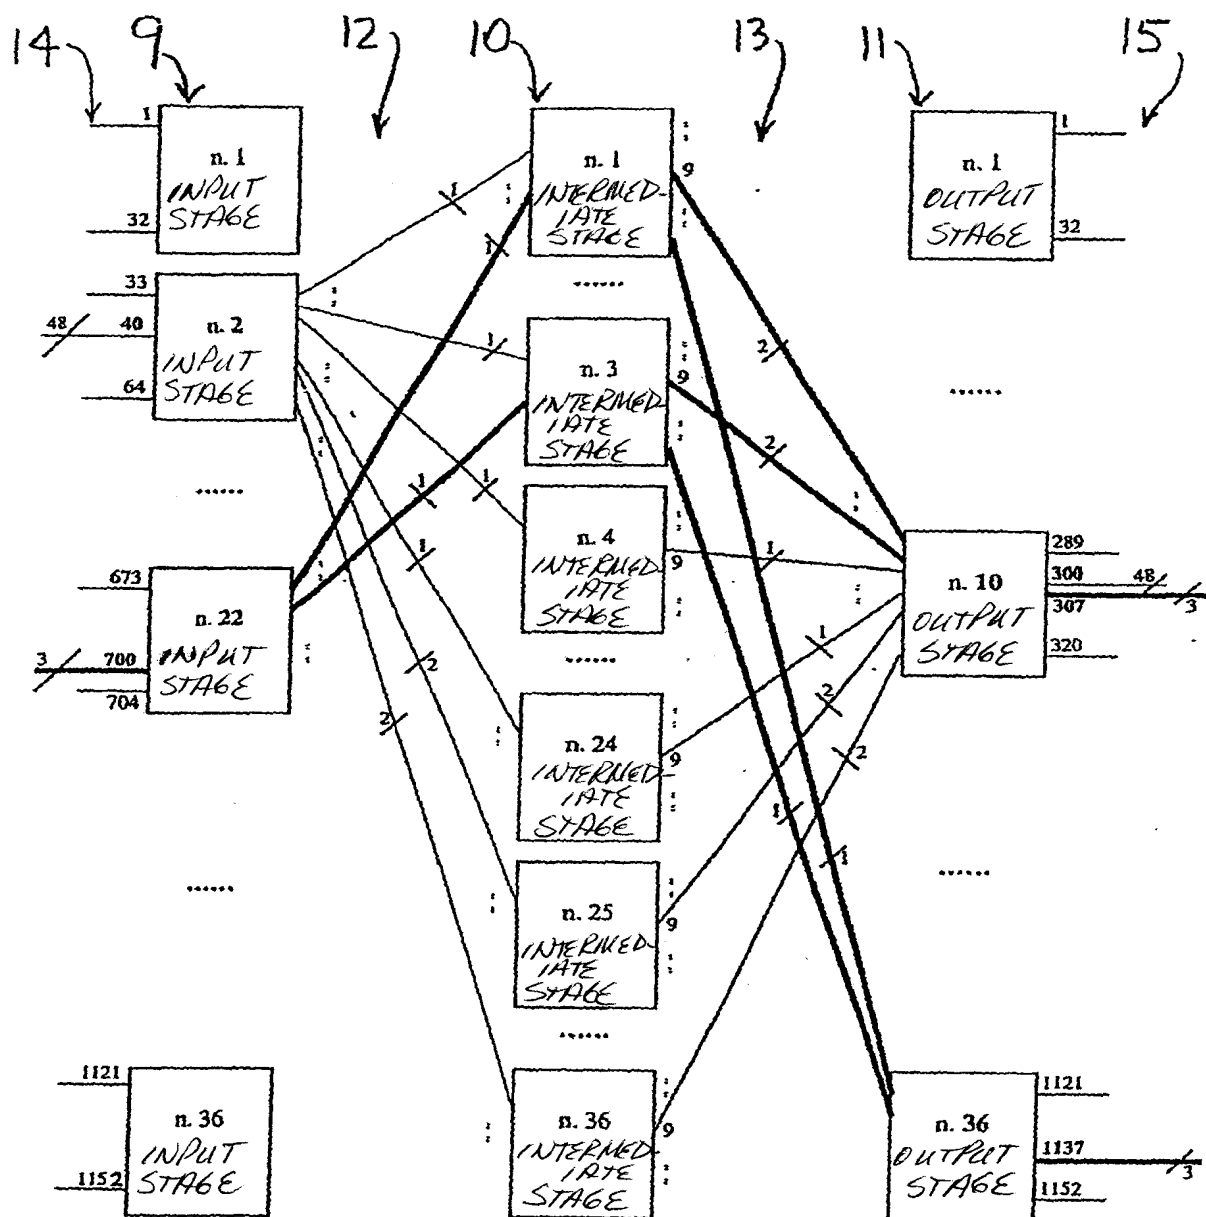 14 9 12 10 13 11 15
1
n. 1
INPUT
STAGE
32
33
48 40
n. 2
INPUT
STAGE
64
......
673
n. 22
INPUT
STAGE
3 700
704
......
1121
n. 36
INPUT
STAGE
1152
1
1
1
1
1
1
2
2
n. 1
INTERMED-
IATE
STAGE
9
......
n. 3
INTERMED-
IATE
STAGE
9
n. 4
INTERMED-
IATE
STAGE
9
......
n. 24
INTERMED-
IATE
STAGE
9
n. 25
INTERMED-
IATE
STAGE
9
......
n. 36
INTERMED-
IATE
STAGE
9
2
2
1
1
2
2
1
1
n. 1
OUTPUT
STAGE
1
32
......
n. 10
OUTPUT
STAGE
289
300 48
307 3
320
......
n. 36
OUTPUT
STAGE
1121
1137 3
1152